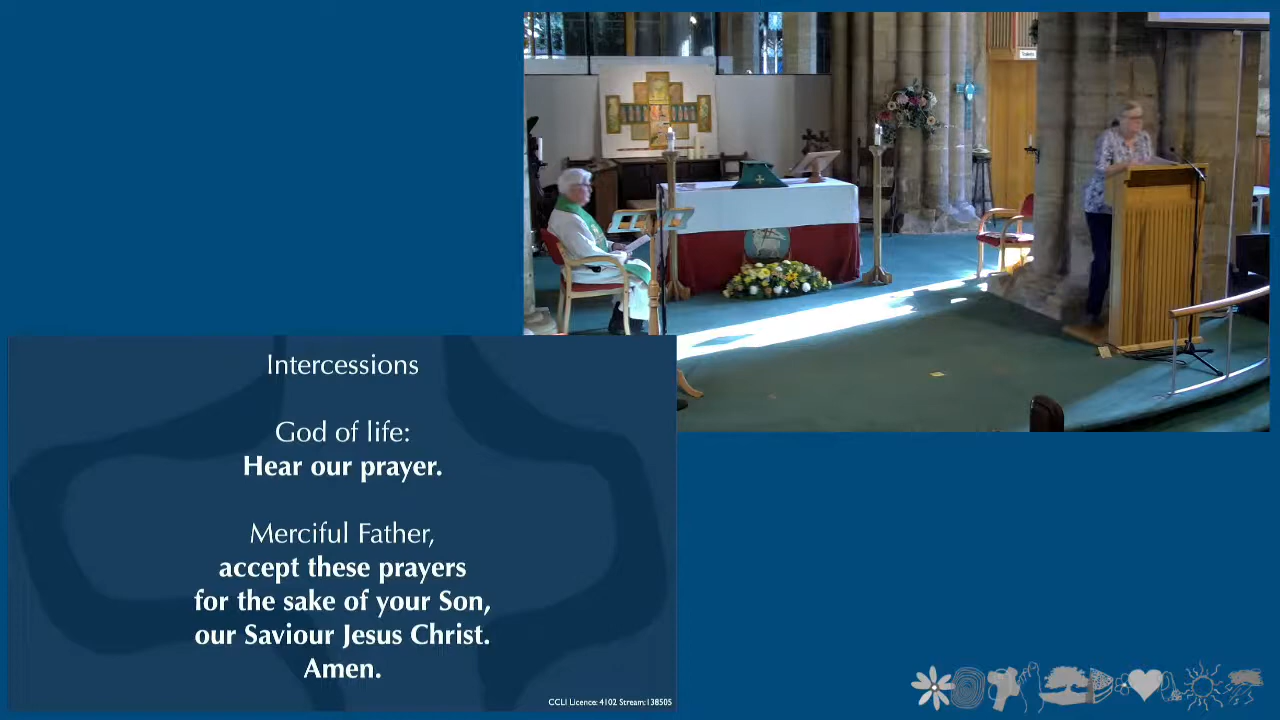 Intercessions
God of life:
Hear our prayer.
Merciful Father,
accept these prayers
for the sake of your Son,
our Saviour Jesus Christ.
Amen.
CCLI Licence: 4102 Stream:138505